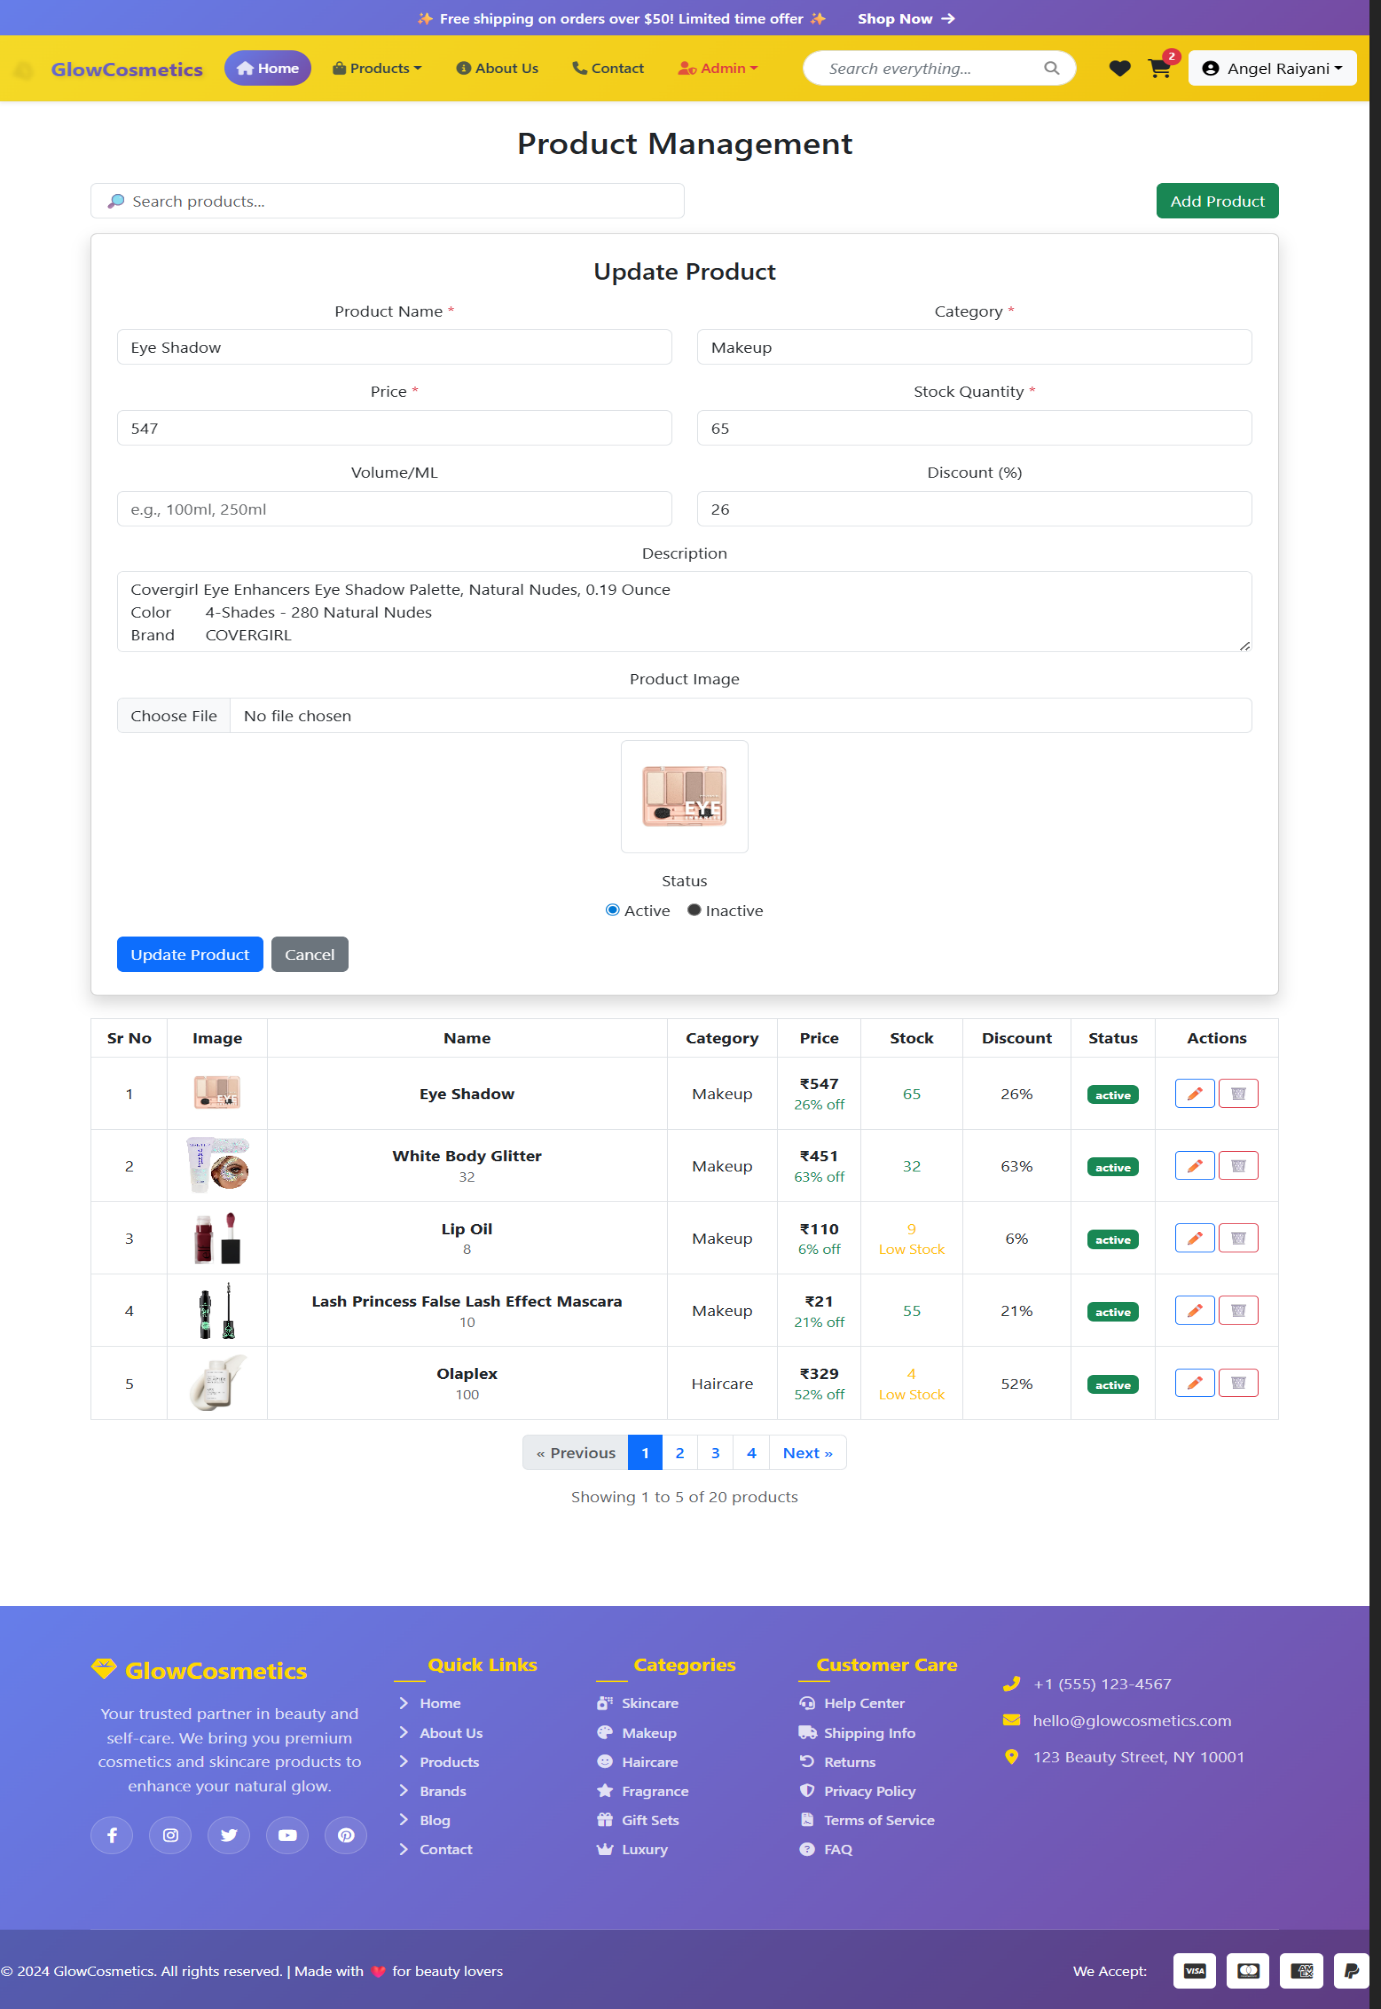 ✨ Free shipping on orders over $50! Limited time offer ✨ Shop Now →
GlowCosmetics Home Products About Us Contact Admin Search everything... 2 Angel Raiyani
Product Management
Search products... Add Product
Update Product
Product Name * Category *
Eye Shadow Makeup
Price * Stock Quantity *
547 65
Volume/ML Discount (%)
e.g., 100ml, 250ml 26
Description
Covergirl Eye Enhancers Eye Shadow Palette, Natural Nudes, 0.19 Ounce
Color 4-Shades - 280 Natural Nudes
Brand COVERGIRL
Product Image
Choose File No file chosen
EYE
Status
Active Inactive
Update Product Cancel
Sr No Image Name Category Price Stock Discount Status Actions
1 EYE Eye Shadow Makeup ₹547 65 26% active
26% off
2 White Body Glitter Makeup ₹451 32 63% active
32 63% off
3 Lip Oil Makeup ₹110 9 6% active
8 6% off Low Stock
4 Lash Princess False Lash Effect Mascara Makeup ₹21 55 21% active
10 21% off
5 Olaplex Haircare ₹329 4 52% active
100 52% off Low Stock
« Previous 1 2 3 4 Next »
Showing 1 to 5 of 20 products
GlowCosmetics
Your trusted partner in beauty and
self-care. We bring you premium
cosmetics and skincare products to
enhance your natural glow.
Quick Links
Home
About Us
Products
Brands
Blog
Contact
Categories
Skincare
Makeup
Haircare
Fragrance
Gift Sets
Luxury
Customer Care
Help Center
Shipping Info
Returns
Privacy Policy
Terms of Service
FAQ
+1 (555) 123-4567
hello@glowcosmetics.com
123 Beauty Street, NY 10001
© 2024 GlowCosmetics. All rights reserved. | Made with 💗 for beauty lovers
We Accept: VISA AMEX